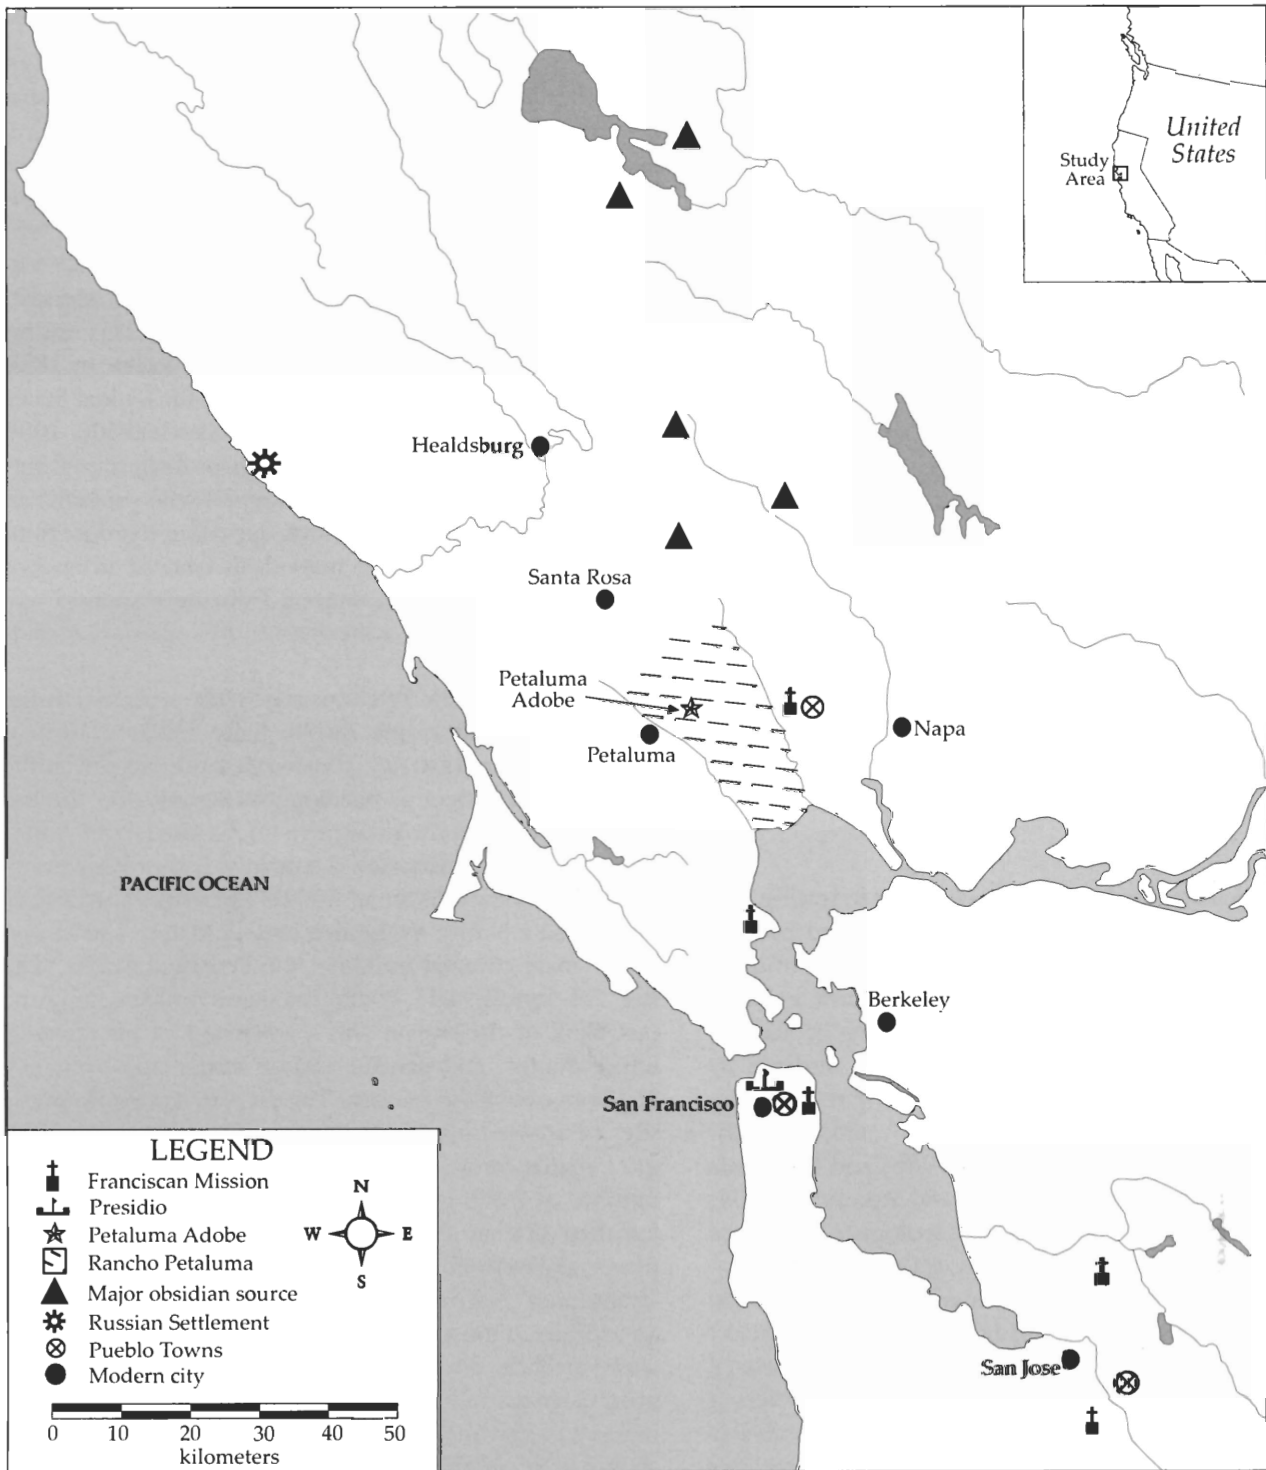 United
States
Study
Area
Healdsburg
Santa Rosa
Petaluma
Adobe
Petaluma
Napa
PACIFIC OCEAN
Berkeley
San Francisco
San Jose
LEGEND
Franciscan Mission
Presidio
Petaluma Adobe
Rancho Petaluma
Major obsidian source
Russian Settlement
Pueblo Towns
Modern city
N
W E
S
0 10 20 30 40 50
kilometers